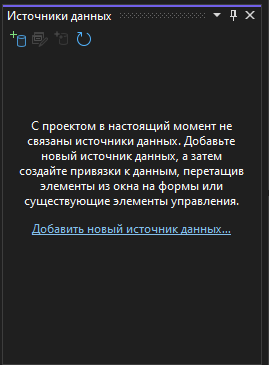 Источники данных
С проектом в настоящий момент не
связаны источники данных. Добавьте
новый источник данных, а затем
создайте привязки к данным, перетащив
элементы из окна на формы или
существующие элементы управления.
Добавить новый источник данных...